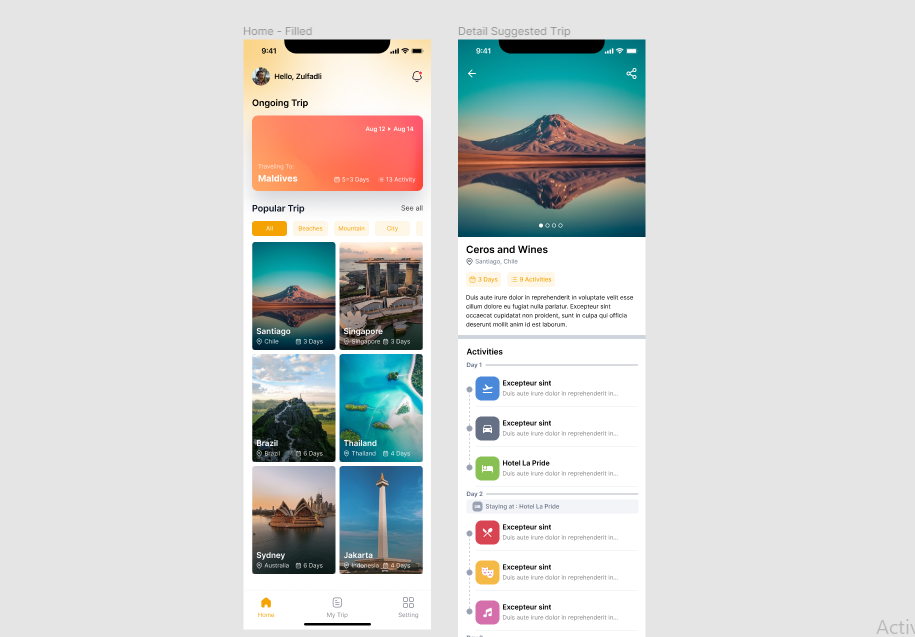 Home - Filled
9:41
Hello, Zulfadli
Ongoing Trip
Aug 12 Aug 14
Traveling To:
Maldives 5=3 Days 13 Activity
Popular Trip See all
All Beaches Mountain City
Santiago
Chile 3 Days
Singapore
Singapore 3 Days
Brazil
Brazil 6 Days
Thailand
Thailand 4 Days
Sydney
Australia 6 Days
Jakarta
Indonesia 4 Days
Home My Trip Setting
Detail Suggested Trip
9:41
Ceros and Wines
Santiago, Chile
3 Days 9 Activities
Duis aute irure dolor in reprehenderit in voluptate velit esse
cillum dolore eu fugiat nulla pariatur. Excepteur sint
occaecat cupidatat non proident, sunt in culpa qui officia
deserunt mollit anim id est laborum.
Activities
Day 1
Excepteur sint
Duis aute irure dolor in reprehenderit in...
Excepteur sint
Duis aute irure dolor in reprehenderit in...
Hotel La Pride
Duis aute irure dolor in reprehenderit in...
Day 2
Staying at : Hotel La Pride
Excepteur sint
Duis aute irure dolor in reprehenderit in...
Excepteur sint
Duis aute irure dolor in reprehenderit in...
Excepteur sint
Duis aute irure dolor in reprehenderit in...